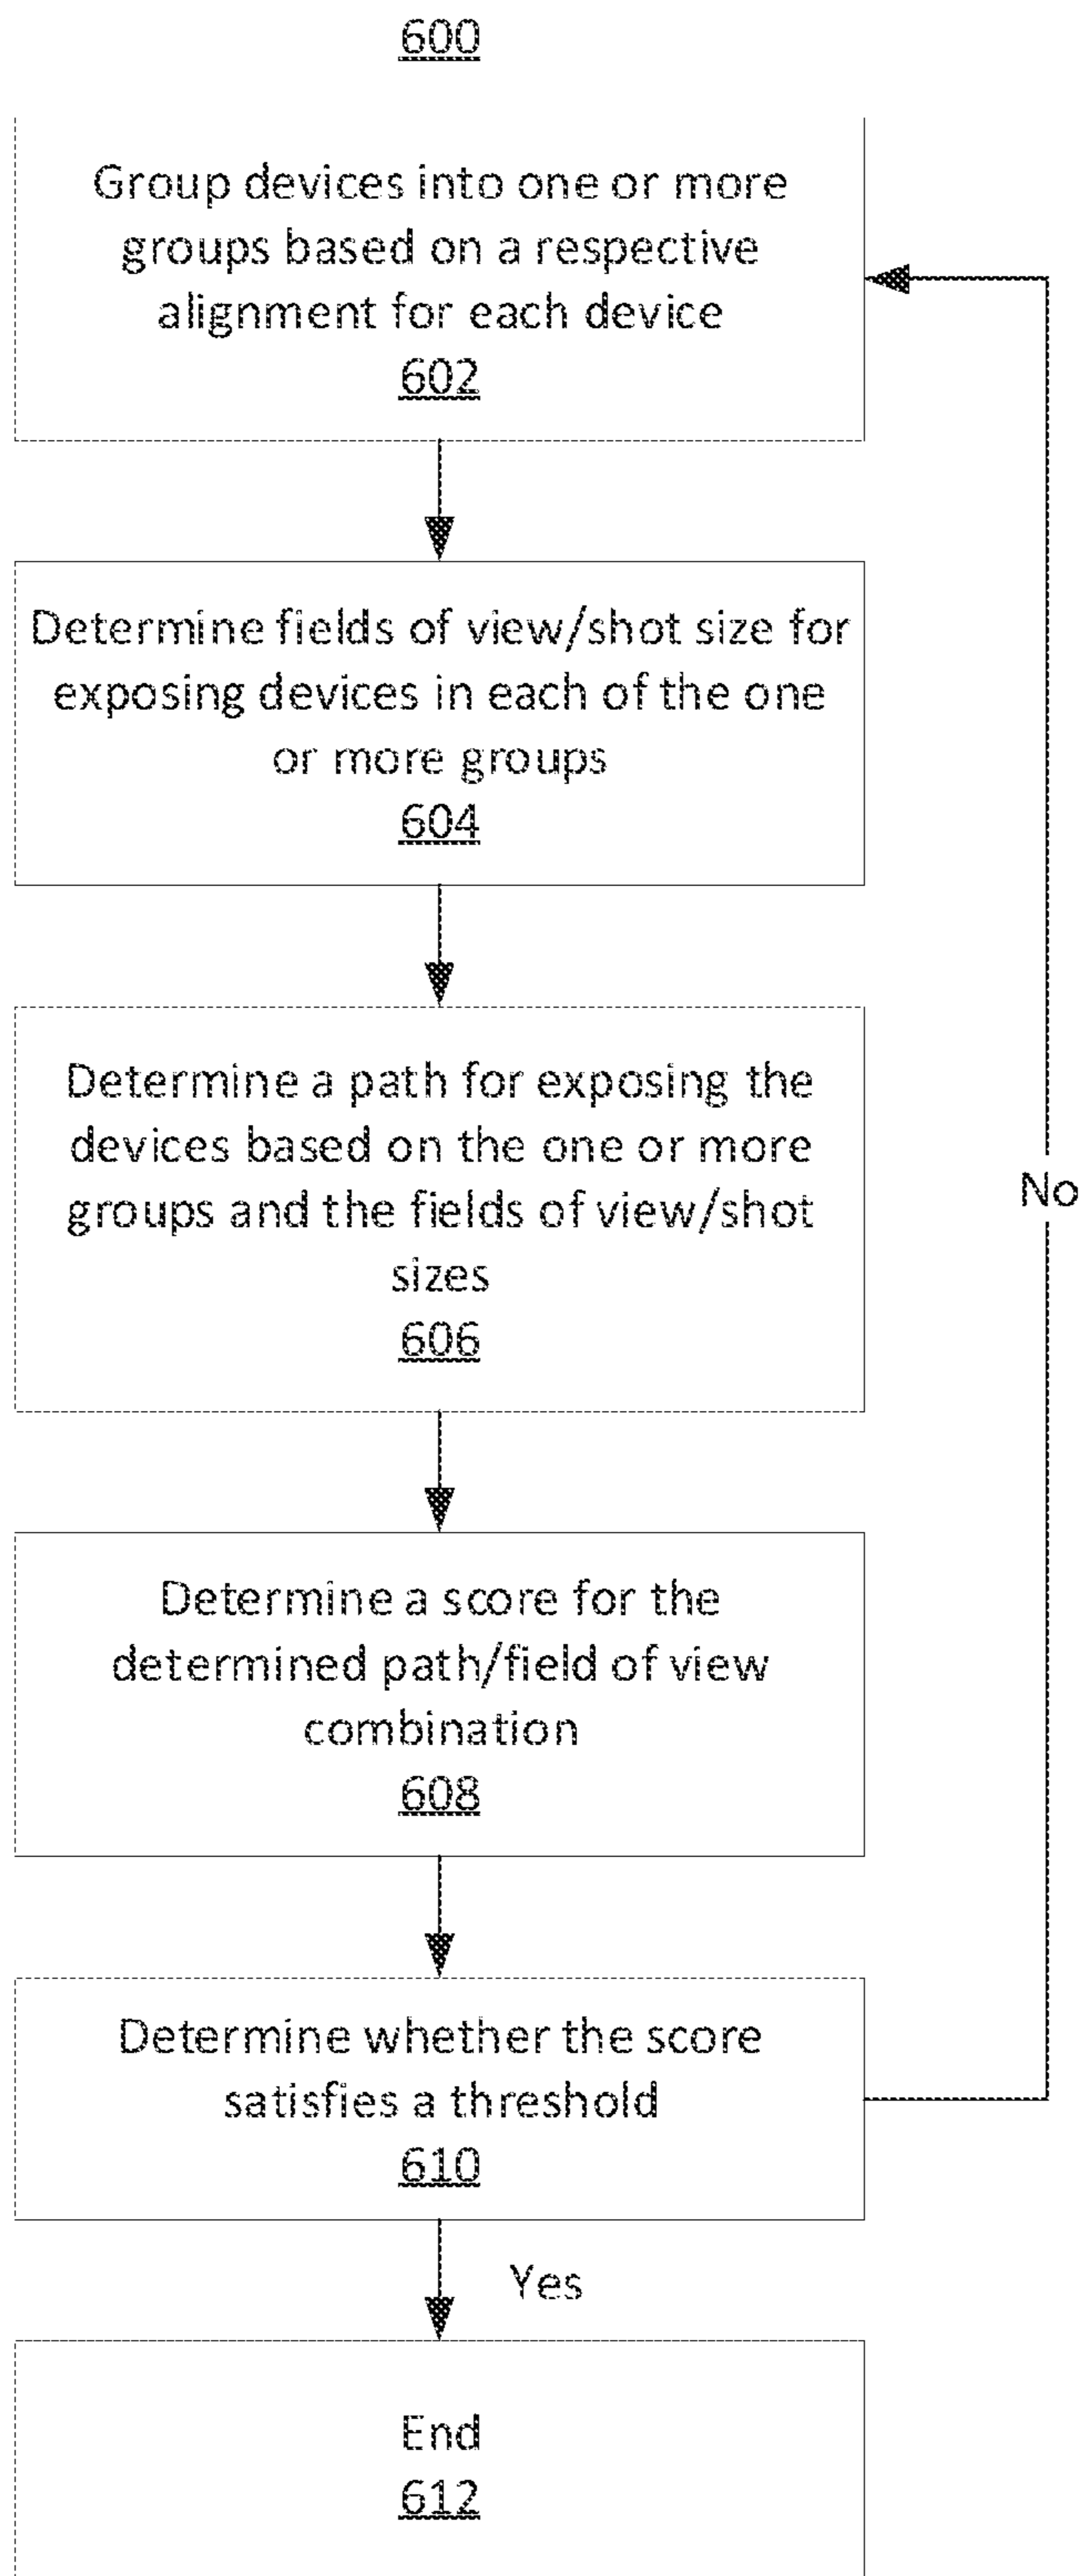 600
Group devices into one or more
groups based on a respective
alignment for each device
602
Determine fields of view/shot size for
exposing devices in each of the one
or more groups
604
Determine a path for exposing the
devices based on the one or more
groups and the fields of view/shot
sizes
606
No
Determine a score for the
determined path/field of view
combination
608
Determine whether the score
satisfies a threshold
610
Yes
End
612